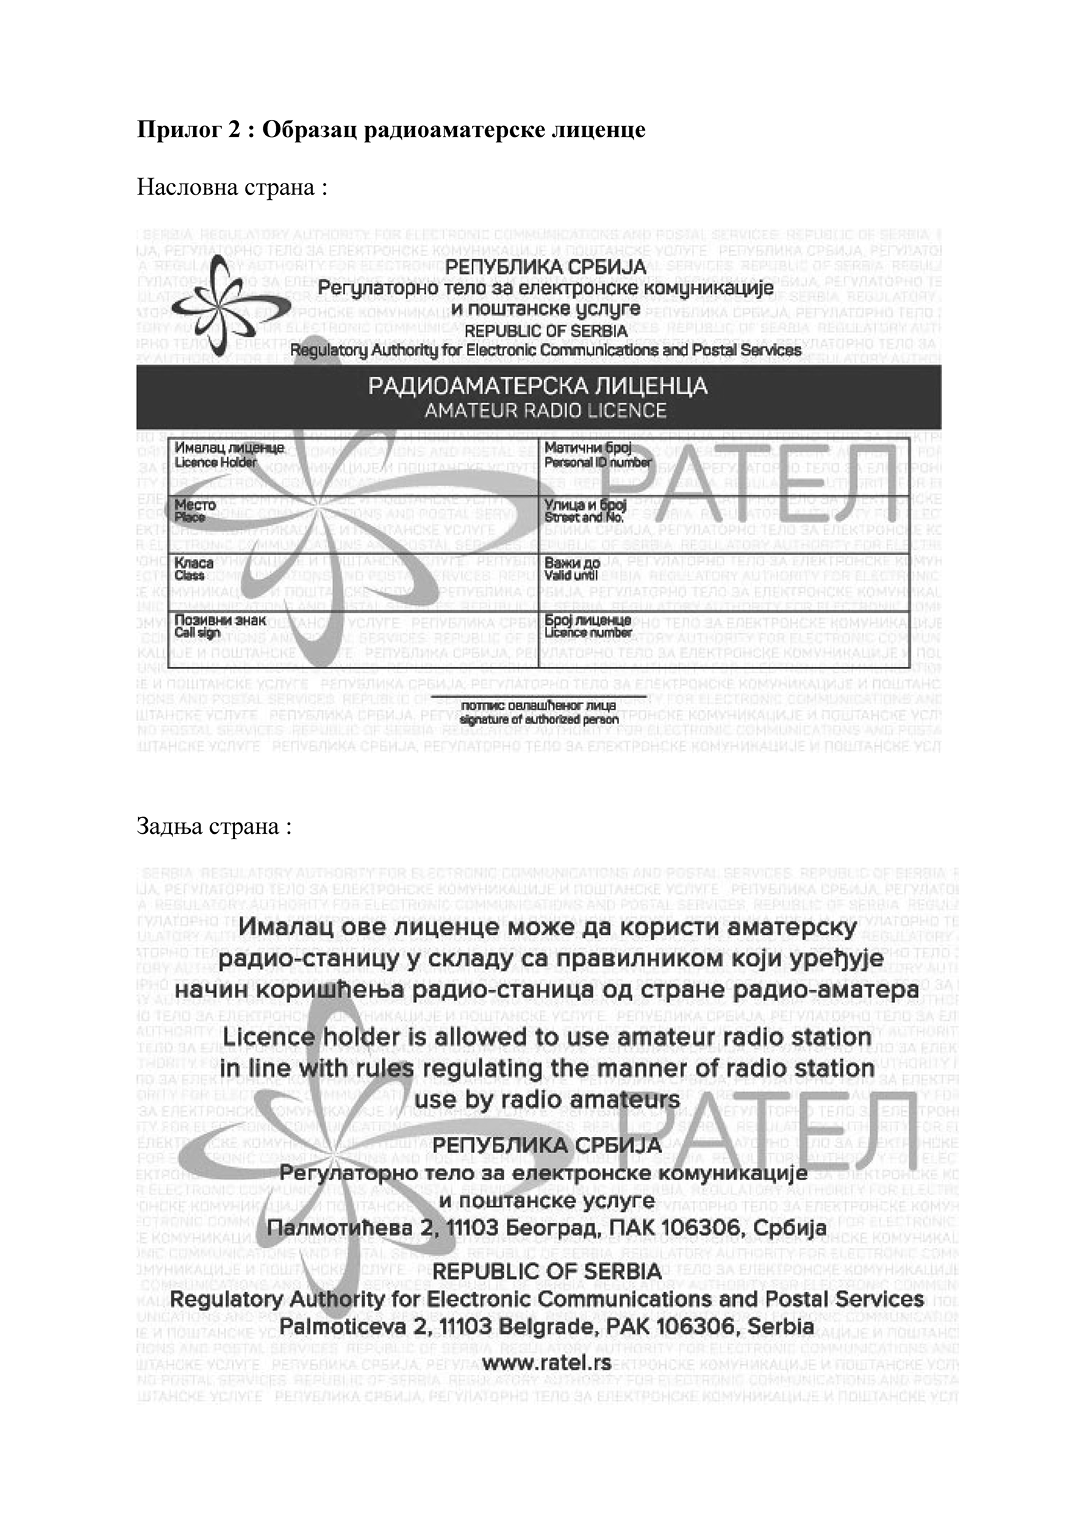 Прилог 2 : Образац радиоаматерске лиценце
Насловна страна :
РЕПУБЛИКА СРБИЈА
Регулаторно тело за електронске комуникације
и поштанске услуге
REPUBLIC OF SERBIA
Regulatory Authority for Electronic Communications and Postal Services
РАДИОАМАТЕРСКА ЛИЦЕНЦА
AMATEUR RADIO LICENCE
РАТЕЛ
Ималац лиценце
Licence Holder
Матични број
Personal ID number
Место
Place
Улица и број
Street and No.
Класа
Class
Важи до
Valid until
Позивни знак
Call sign
Број лиценце
Licence number
потпис овлашћеног лица
signature of authorized person
Задња страна :
Ималац ове лиценце може да користи аматерску
радио-станицу у складу са правилником који уређује
начин коришћења радио-станица од стране радио-аматера
Licence holder is allowed to use amateur radio station
in line with rules regulating the manner of radio station
use by radio amateurs
РАТЕЛ
РЕПУБЛИКА СРБИЈА
Регулаторно тело за електронске комуникације
и поштанске услуге
Палмотићева 2, 11103 Београд, ПАК 106306, Србија
REPUBLIC OF SERBIA
Regulatory Authority for Electronic Communications and Postal Services
Palmoticeva 2, 11103 Belgrade, PAK 106306, Serbia
www.ratel.rs